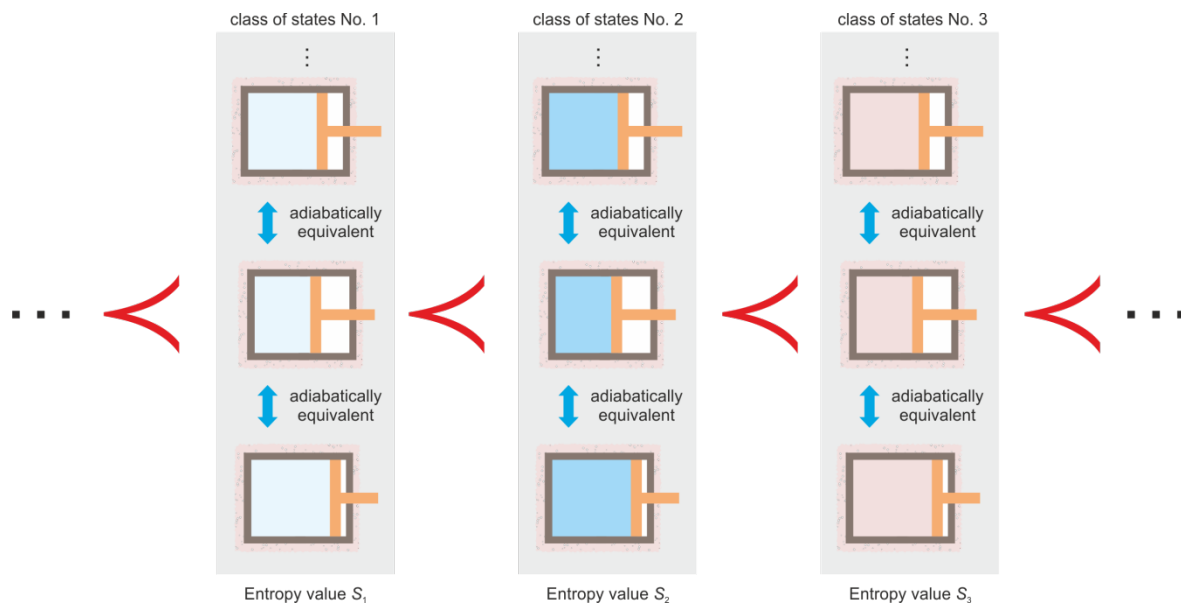 class of states No. 1
class of states No. 2
class of states No. 3
adiabatically
equivalent
adiabatically
equivalent
adiabatically
equivalent
adiabatically
equivalent
adiabatically
equivalent
adiabatically
equivalent
Entropy value S₁
Entropy value S₂
Entropy value S₃